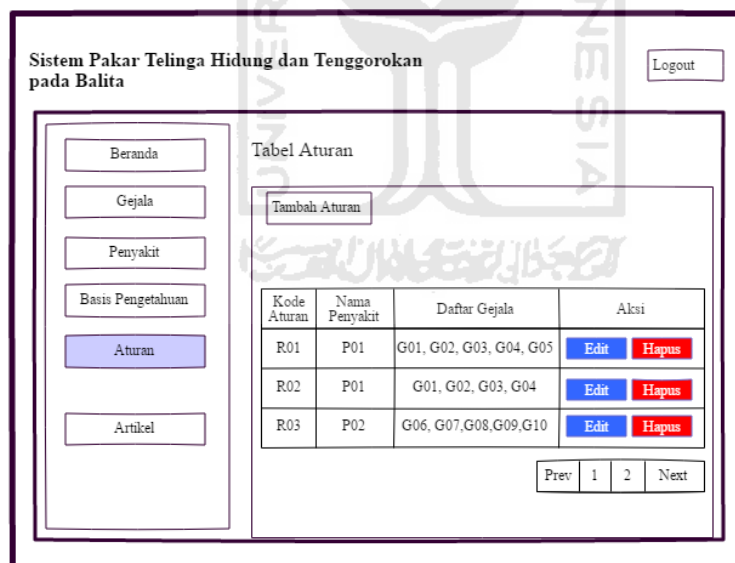 Sistem Pakar Telinga Hidung dan Tenggorokan
pada Balita
Logout
Beranda
Gejala
Penyakit
Basis Pengetahuan
Aturan
Artikel
Tabel Aturan
Tambah Aturan
Kode Aturan Nama Penyakit Daftar Gejala Aksi
R01 P01 G01, G02, G03, G04, G05 Edit Hapus
R02 P01 G01, G02, G03, G04 Edit Hapus
R03 P02 G06, G07,G08,G09,G10 Edit Hapus
Prev 1 2 Next